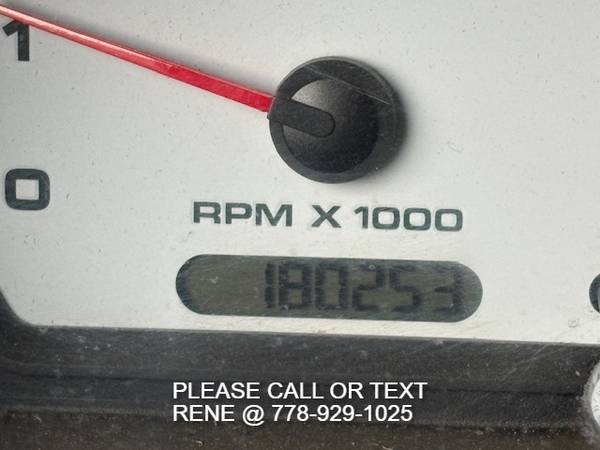 1
0
RPM X 1000
180253
PLEASE CALL OR TEXT
RENE @ 778-929-1025